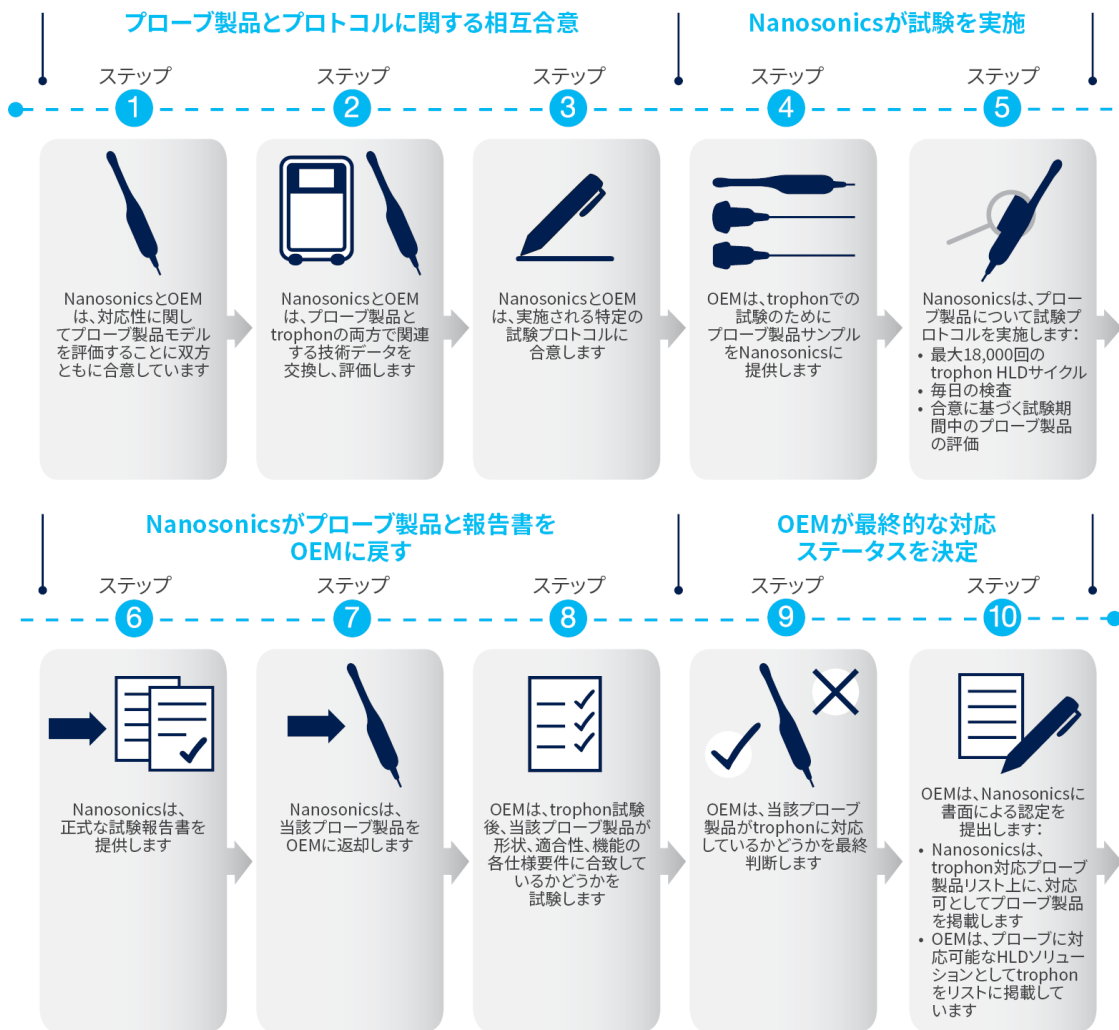 プローブ製品とプロトコルに関する相互合意
Nanosonicsが試験を実施
ステップ
1
ステップ
2
ステップ
3
ステップ
4
ステップ
5
NanosonicsとOEM
は、対応性に関し
てプローブ製品モデル
を評価することに双方
ともに合意しています
NanosonicsとOEM
は、プローブ製品と
trophonの両方で関連
する技術データを
交換し、評価します
NanosonicsとOEM
は、実施される特定の
試験プロトコルに
合意します
OEMは、trophonでの
試験のために
プローブ製品サンプル
をNanosonicsに
提供します
Nanosonicsは、プロー
ブ製品について試験プ
ロトコルを実施します：
• 最大18,000回の
trophon HLDサイクル
• 毎日の検査
• 合意に基づく試験期
間中のプローブ製品
の評価
Nanosonicsがプローブ製品と報告書を
OEMに戻す
OEMが最終的な対応
ステータスを決定
ステップ
6
ステップ
7
ステップ
8
ステップ
9
ステップ
10
Nanosonicsは、
正式な試験報告書を
提供します
Nanosonicsは、
当該プローブ製品を
OEMに返却します
OEMは、trophon試験
後、当該プローブ製品が
形状、適合性、機能の
各仕様要件に合致して
いるかどうかを
試験します
OEMは、当該プローブ
製品がtrophonに対応
しているかどうかを最終
判断します
OEMは、Nanosonicsに
書面による認定を
提出します：
• Nanosonicsは、
trophon対応プローブ
製品リスト上に、対応
可としてプローブ製品
を掲載します
• OEMは、プローブに対
応可能なHLDソリュー
ションとしてtrophon
をリストに掲載して
います